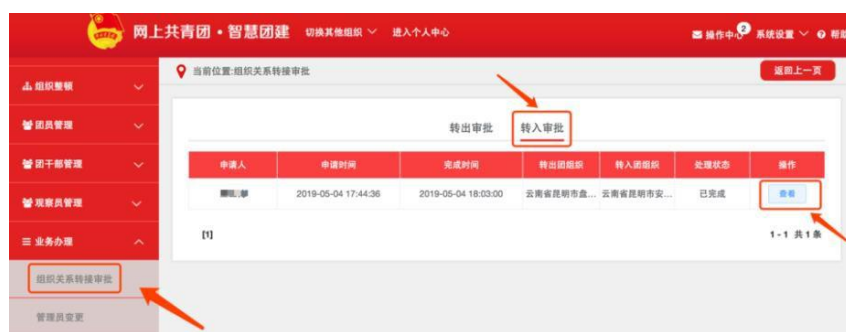 网上共青团·智慧团建 切换其他组织 进入个人中心 操作中心 2 系统设置 帮助
组织整顿
当前位置:组织关系转接审批 返回上一页
团员管理
转出审批 转入审批
团干部管理
申请人 申请时间 完成时间 转出团组织 转入团组织 处理状态 操作
2019-05-04 17:44:36 2019-05-04 18:03:00 云南省昆明市盘... 云南省昆明市安... 已完成 查看
观察员管理
业务办理
[1] 1-1 共1条
组织关系转接审批
管理员变更